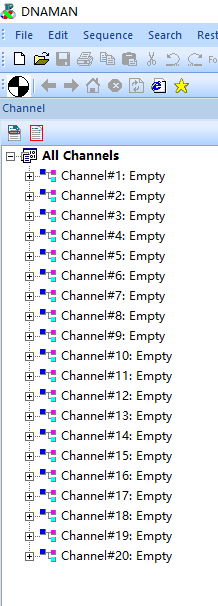 DNAMAN
File Edit Sequence Search Rest
Channel
All Channels
Channel#1: Empty
Channel#2: Empty
Channel#3: Empty
Channel#4: Empty
Channel#5: Empty
Channel#6: Empty
Channel#7: Empty
Channel#8: Empty
Channel#9: Empty
Channel#10: Empty
Channel#11: Empty
Channel#12: Empty
Channel#13: Empty
Channel#14: Empty
Channel#15: Empty
Channel#16: Empty
Channel#17: Empty
Channel#18: Empty
Channel#19: Empty
Channel#20: Empty